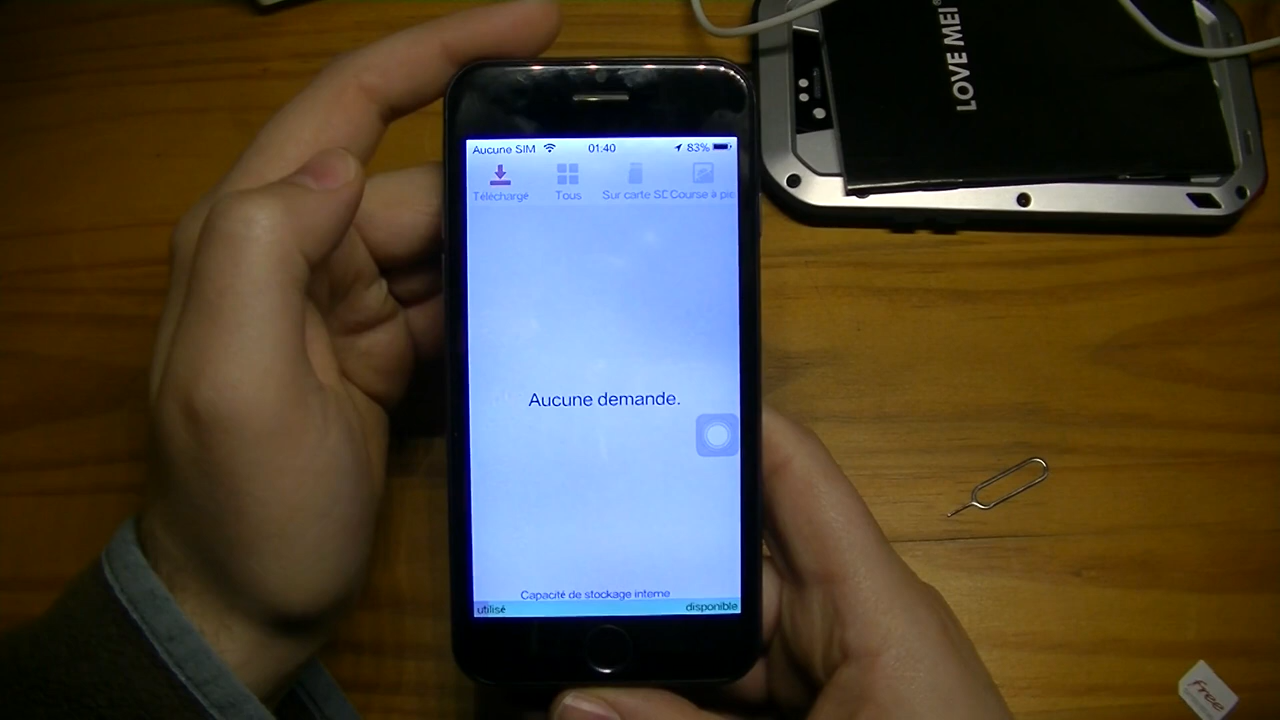 LOVE MEI®
Aucune SIM 01:40 83%
Téléchargé Tous Sur carte SD Course à pie
Aucune demande.
Capacité de stockage interne
utilisé disponible
free